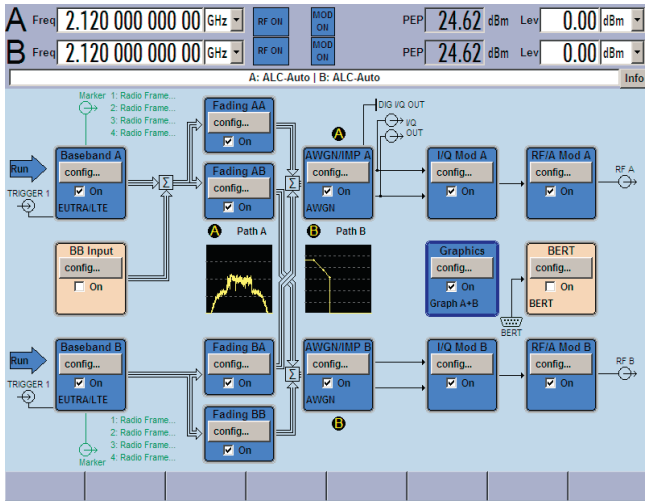 A Freq 2.120 000 000 00 GHz RF ON MOD ON PEP 24.62 dBm Lev 0.00 dBm
B Freq 2.120 000 000 00 GHz RF ON MOD ON PEP 24.62 dBm Lev 0.00 dBm
A: ALC-Auto | B: ALC-Auto Info
Marker 1: Radio Frame...
2: Radio Frame...
3: Radio Frame...
4: Radio Frame...
Fading AA
config...
On
DIG I/Q OUT
I/Q
OUT
A
Run
TRIGGER 1
Baseband A
config...
On
EUTRA/LTE
Σ
Fading AB
config...
On
Σ
AWGN/IMP A
config...
On
AWGN
I/Q Mod A
config...
On
RF/A Mod A
config...
On
RF A
A Path A
B Path B
BB Input
config...
On
Graphics
config...
On
Graph A+B
BERT
config...
On
BERT
BERT
Run
TRIGGER 1
Baseband B
config...
On
EUTRA/LTE
Fading BA
config...
On
Σ
AWGN/IMP B
config...
On
AWGN
I/Q Mod B
config...
On
RF/A Mod B
config...
On
RF B
Fading BB
config...
On
B
1: Radio Frame...
2: Radio Frame...
3: Radio Frame...
4: Radio Frame...
Marker